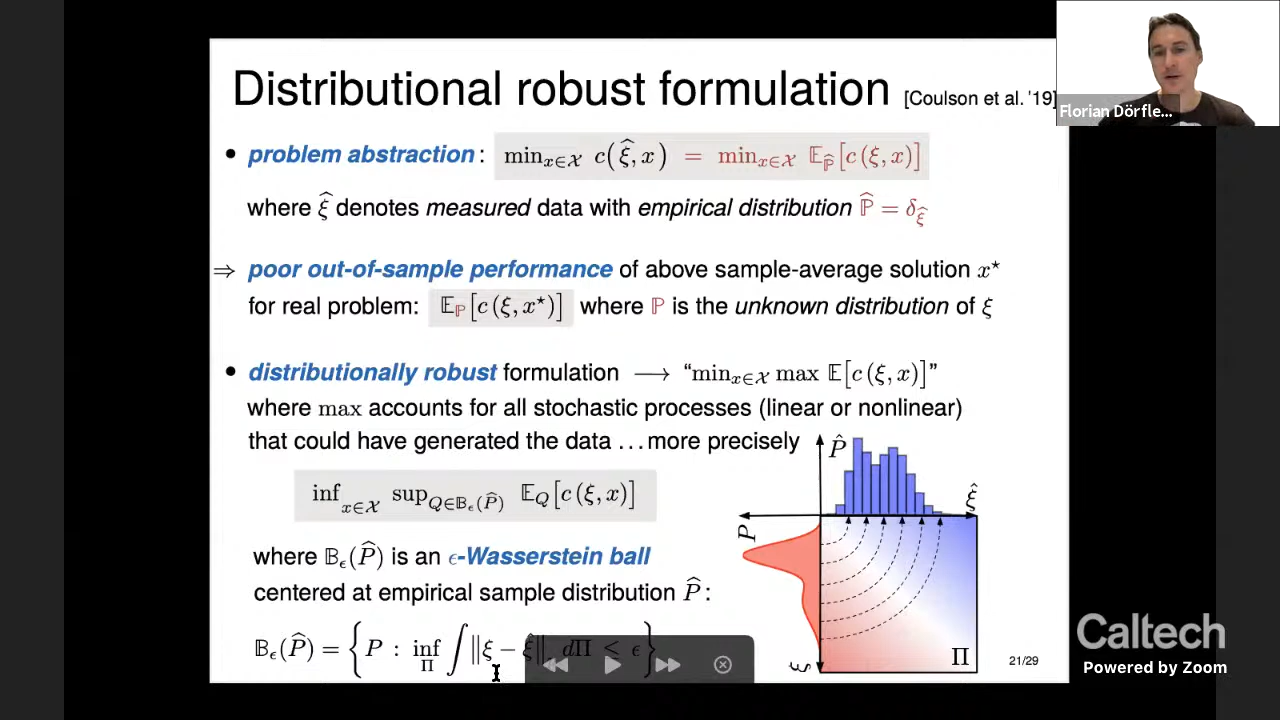 Distributional robust formulation [Coulson et al. '19]
Florian Dörfle...
• problem abstraction : min_{x∈𝒳} c(ξ̂, x) = min_{x∈𝒳} 𝔼_ℙ̂[c(ξ, x)]
where ξ̂ denotes measured data with empirical distribution ℙ̂ = δ_ξ̂
⇒ poor out-of-sample performance of above sample-average solution x⋆
for real problem: 𝔼_ℙ[c(ξ, x⋆)] where ℙ is the unknown distribution of ξ
• distributionally robust formulation ⟶ “min_{x∈𝒳} max 𝔼[c(ξ, x)]”
where max accounts for all stochastic processes (linear or nonlinear)
that could have generated the data … more precisely
P̂
inf_{x∈𝒳} sup_{Q∈𝔹_ϵ(P̂)} 𝔼_Q[c(ξ, x)]
ξ̂
P
where 𝔹_ϵ(P̂) is an ϵ-Wasserstein ball
centered at empirical sample distribution P̂ :
𝔹_ϵ(P̂) = { P : inf_Π ∫ ‖ξ − ξ̂‖ dΠ ≤ ϵ }
ξ
Π
21/29
Caltech
Powered by Zoom